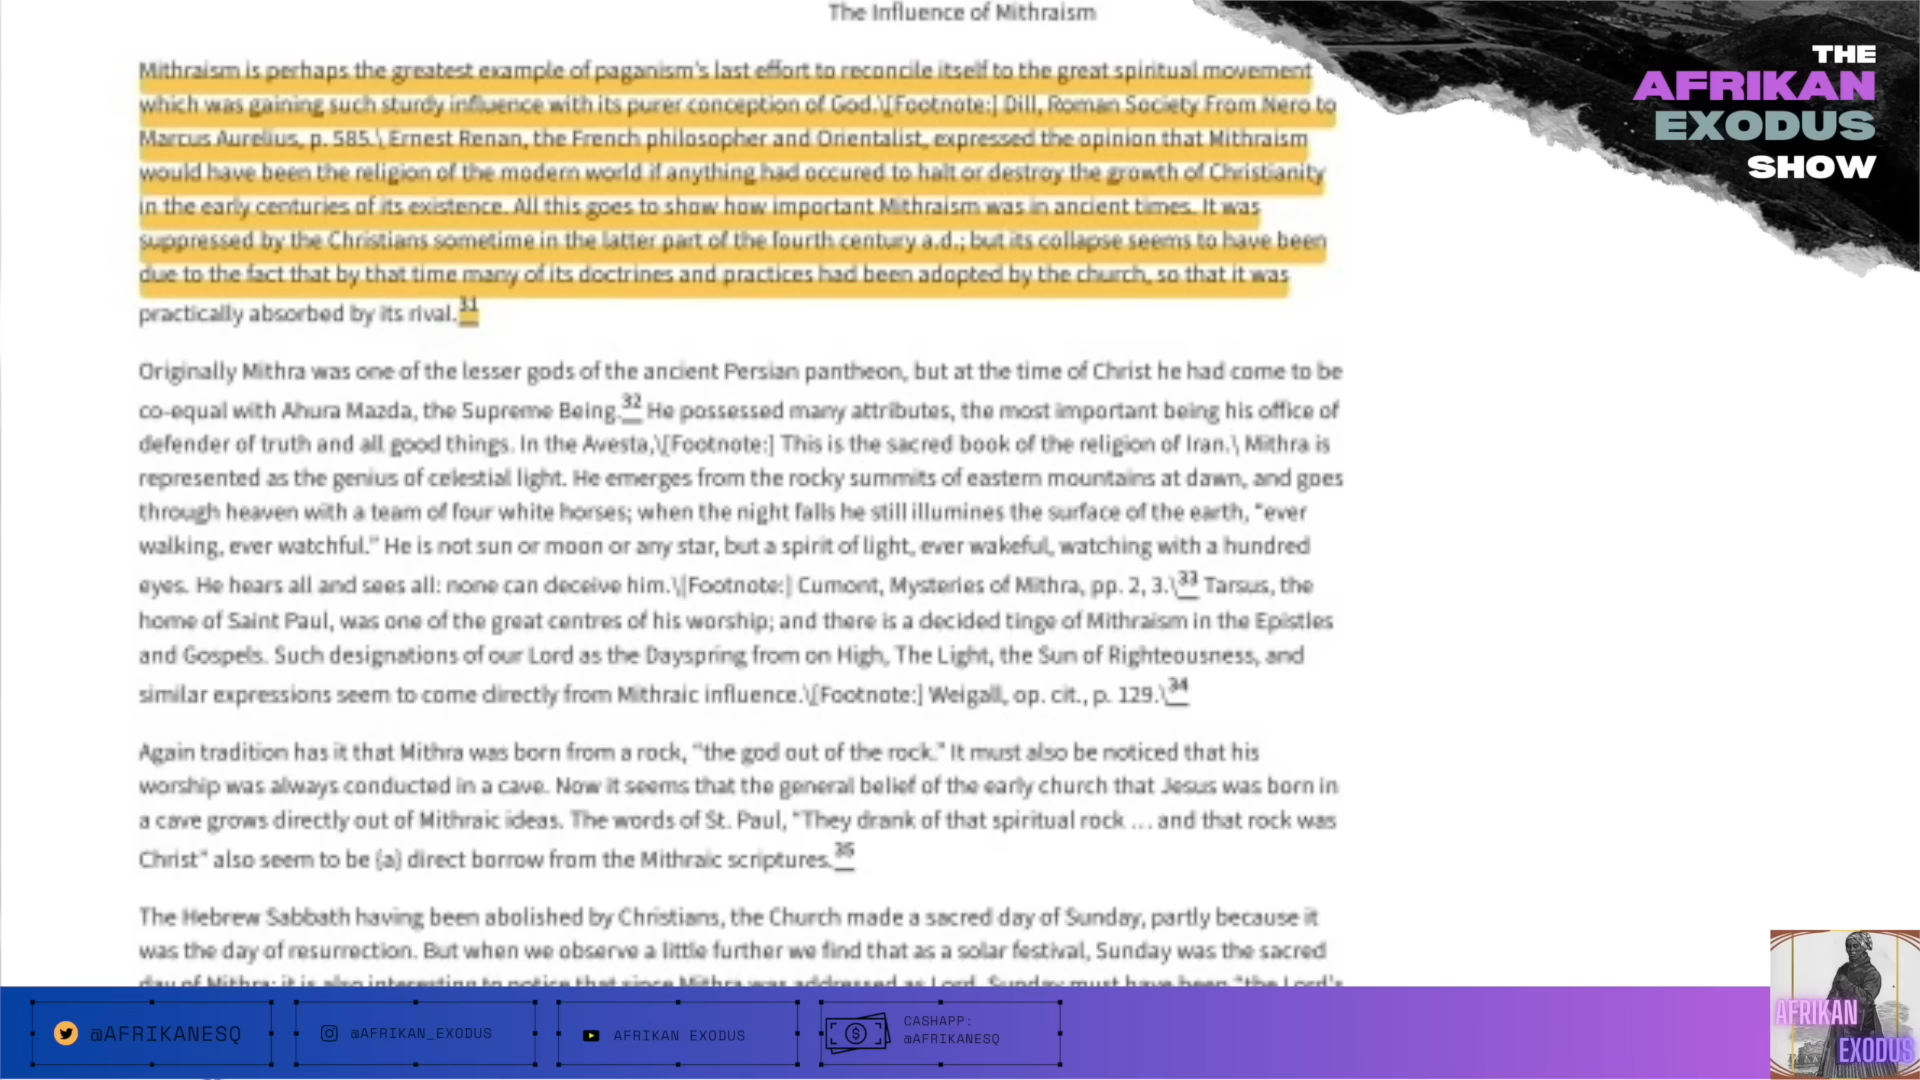 The Influence of Mithraism
Mithraism is perhaps the greatest example of paganism's last effort to reconcile itself to the great spiritual movement
which was gaining such sturdy influence with its purer conception of God.\[Footnote:] Dill, Roman Society From Nero to
Marcus Aurelius, p. 585.\ Ernest Renan, the French philosopher and Orientalist, expressed the opinion that Mithraism
would have been the religion of the modern world if anything had occured to halt or destroy the growth of Christianity
in the early centuries of its existence. All this goes to show how important Mithraism was in ancient times. It was
suppressed by the Christians sometime in the latter part of the fourth century a.d.; but its collapse seems to have been
due to the fact that by that time many of its doctrines and practices had been adopted by the church, so that it was
practically absorbed by its rival.31
Originally Mithra was one of the lesser gods of the ancient Persian pantheon, but at the time of Christ he had come to be
co-equal with Ahura Mazda, the Supreme Being.32 He possessed many attributes, the most important being his office of
defender of truth and all good things. In the Avesta,\[Footnote:] This is the sacred book of the religion of Iran.\ Mithra is
represented as the genius of celestial light. He emerges from the rocky summits of eastern mountains at dawn, and goes
through heaven with a team of four white horses; when the night falls he still illumines the surface of the earth, "ever
walking, ever watchful." He is not sun or moon or any star, but a spirit of light, ever wakeful, watching with a hundred
eyes. He hears all and sees all: none can deceive him.\[Footnote:] Cumont, Mysteries of Mithra, pp. 2, 3.\33 Tarsus, the
home of Saint Paul, was one of the great centres of his worship; and there is a decided tinge of Mithraism in the Epistles
and Gospels. Such designations of our Lord as the Dayspring from on High, The Light, the Sun of Righteousness, and
similar expressions seem to come directly from Mithraic influence.\[Footnote:] Weigall, op. cit., p. 129.\34
Again tradition has it that Mithra was born from a rock, "the god out of the rock." It must also be noticed that his
worship was always conducted in a cave. Now it seems that the general belief of the early church that Jesus was born in
a cave grows directly out of Mithraic ideas. The words of St. Paul, "They drank of that spiritual rock ... and that rock was
Christ" also seem to be {a} direct borrow from the Mithraic scriptures.35
The Hebrew Sabbath having been abolished by Christians, the Church made a sacred day of Sunday, partly because it
was the day of resurrection. But when we observe a little further we find that as a solar festival, Sunday was the sacred
day of Mithra: it is also interesting to notice that since Mithra was addressed as Lord, Sunday must have been "the Lord's
THE
AFRIKAN
EXODUS
SHOW
@AFRIKANESQ
@AFRIKAN_EXODUS
AFRIKAN EXODUS
CASHAPP:
@AFRIKANESQ
AFRIKAN
EXODUS